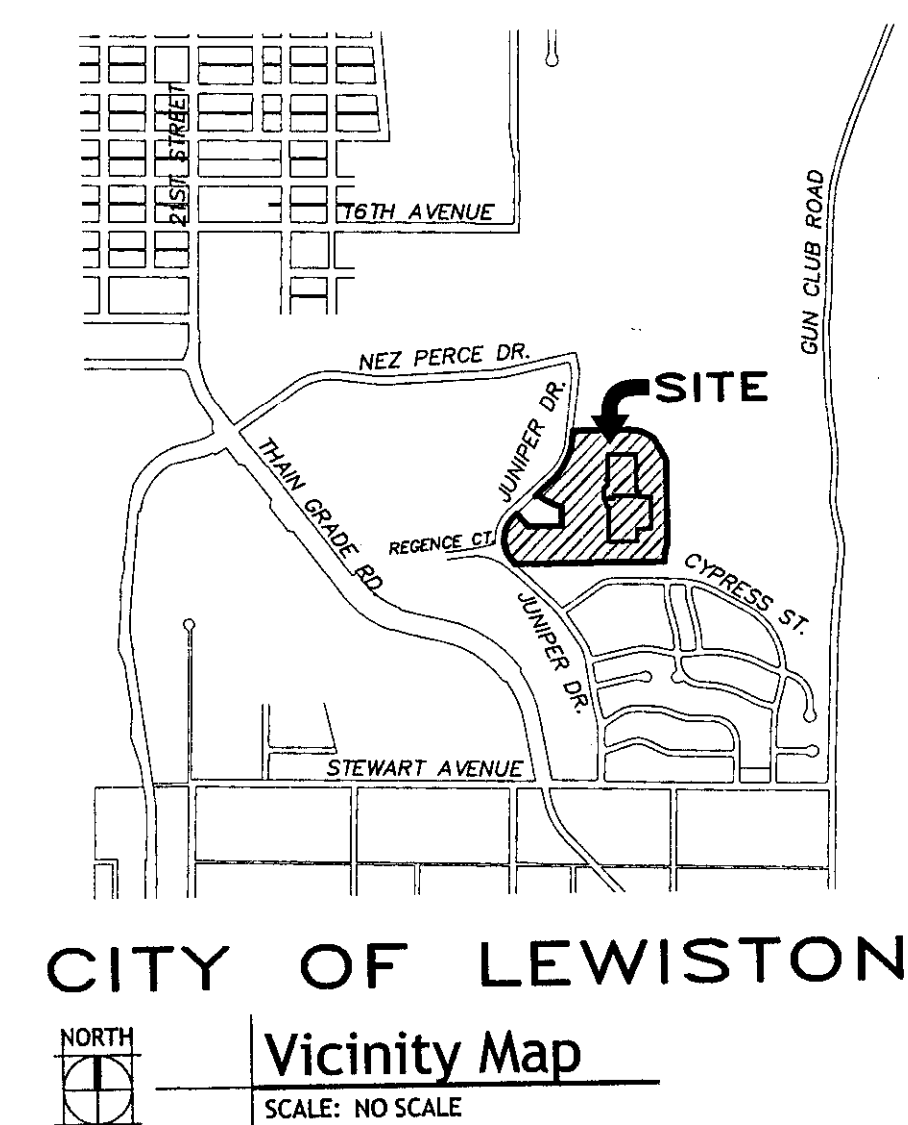 21ST STREET
16TH AVENUE
GUN CLUB ROAD
NEZ PERCE DR.
SITE
JUNIPER DR.
THAIN GRADE RD.
REGENCE CT.
CYPRESS ST.
JUNIPER DR.
STEWART AVENUE
CITY OF LEWISTON
NORTH
Vicinity Map
SCALE: NO SCALE